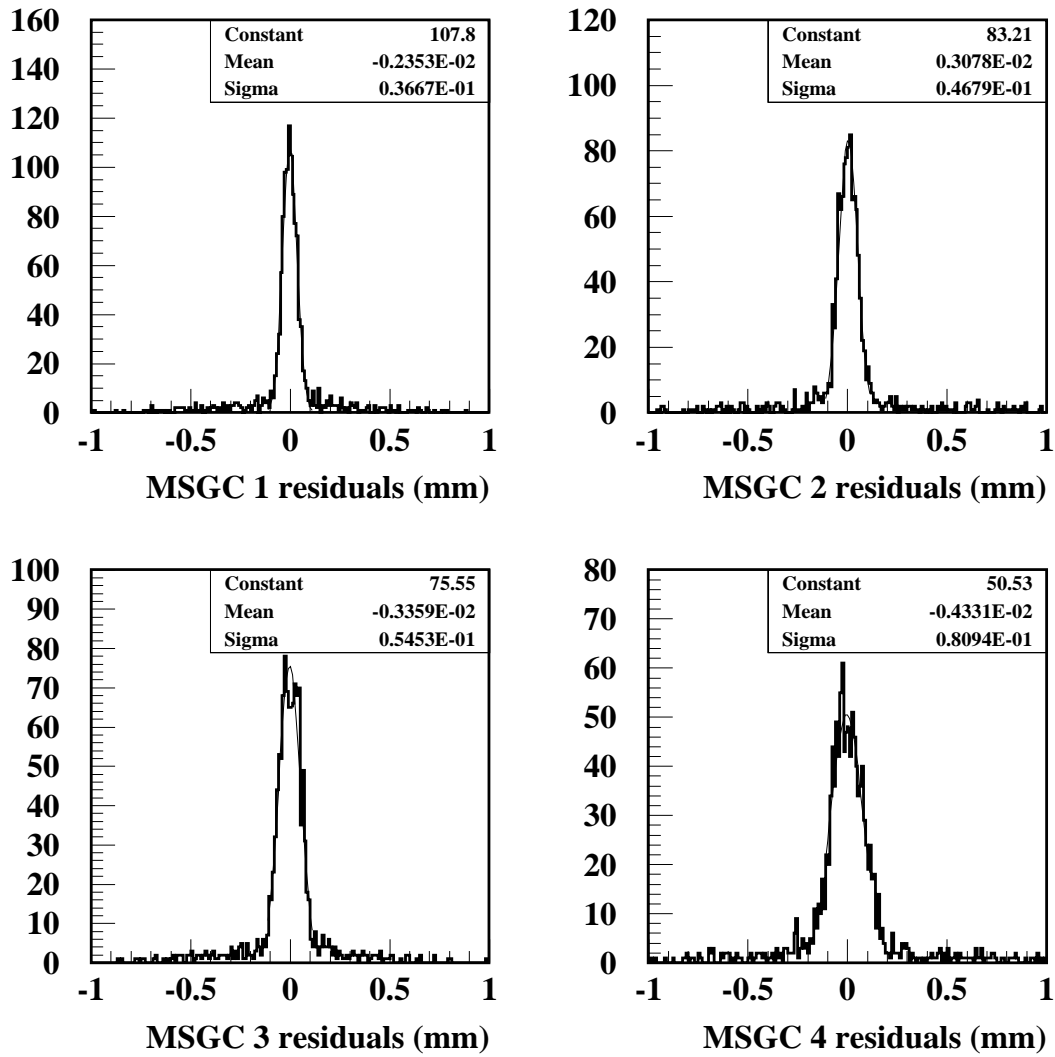 160
140
120
100
80
60
40
20
0
Constant 107.8
Mean -0.2353E-02
Sigma 0.3667E-01
-1 -0.5 0 0.5 1
MSGC 1 residuals (mm)
120
100
80
60
40
20
0
Constant 83.21
Mean 0.3078E-02
Sigma 0.4679E-01
-1 -0.5 0 0.5 1
MSGC 2 residuals (mm)
100
90
80
70
60
50
40
30
20
10
0
Constant 75.55
Mean -0.3359E-02
Sigma 0.5453E-01
-1 -0.5 0 0.5 1
MSGC 3 residuals (mm)
80
70
60
50
40
30
20
10
0
Constant 50.53
Mean -0.4331E-02
Sigma 0.8094E-01
-1 -0.5 0 0.5 1
MSGC 4 residuals (mm)